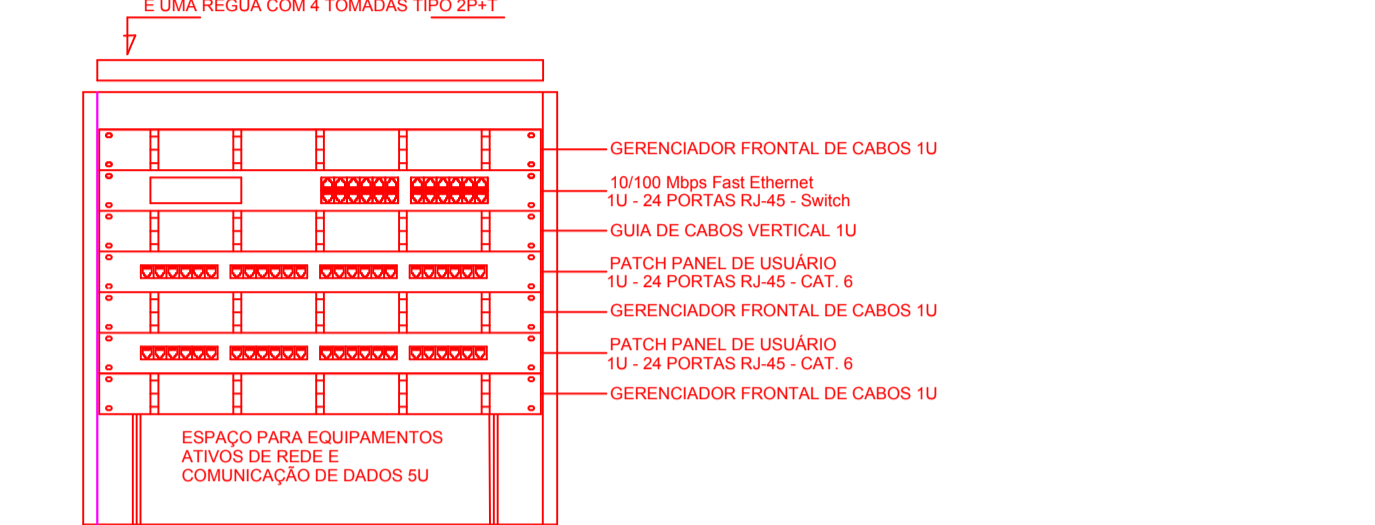 E UMA RÉGUA COM 4 TOMADAS TIPO 2P+T
GERENCIADOR FRONTAL DE CABOS 1U
10/100 Mbps Fast Ethernet
1U - 24 PORTAS RJ-45 - Switch
GUIA DE CABOS VERTICAL 1U
PATCH PANEL DE USUÁRIO
1U - 24 PORTAS RJ-45 - CAT. 6
GERENCIADOR FRONTAL DE CABOS 1U
PATCH PANEL DE USUÁRIO
1U - 24 PORTAS RJ-45 - CAT. 6
GERENCIADOR FRONTAL DE CABOS 1U
ESPAÇO PARA EQUIPAMENTOS
ATIVOS DE REDE E
COMUNICAÇÃO DE DADOS 5U